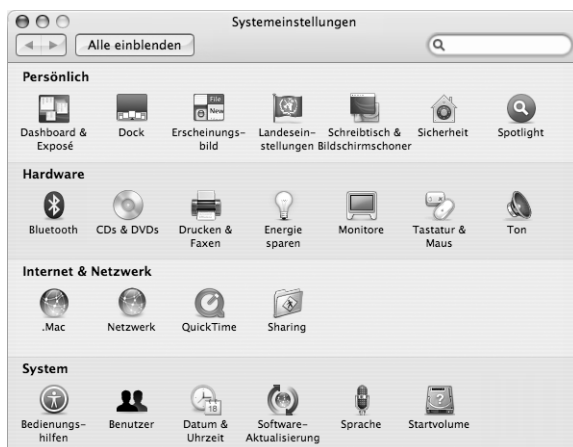 Systemeinstellungen
Alle einblenden
Persönlich
Dashboard &
Exposé
Dock
Erscheinungs-
bild
Landesein-
stellungen
Schreibtisch &
Bildschirmschoner
Sicherheit
Spotlight
Hardware
Bluetooth
CDs & DVDs
Drucken &
Faxen
Energie
sparen
Monitore
Tastatur &
Maus
Ton
Internet & Netzwerk
.Mac
Netzwerk
QuickTime
Sharing
System
Bedienungs-
hilfen
Benutzer
Datum &
Uhrzeit
Software-
Aktualisierung
Sprache
Startvolume